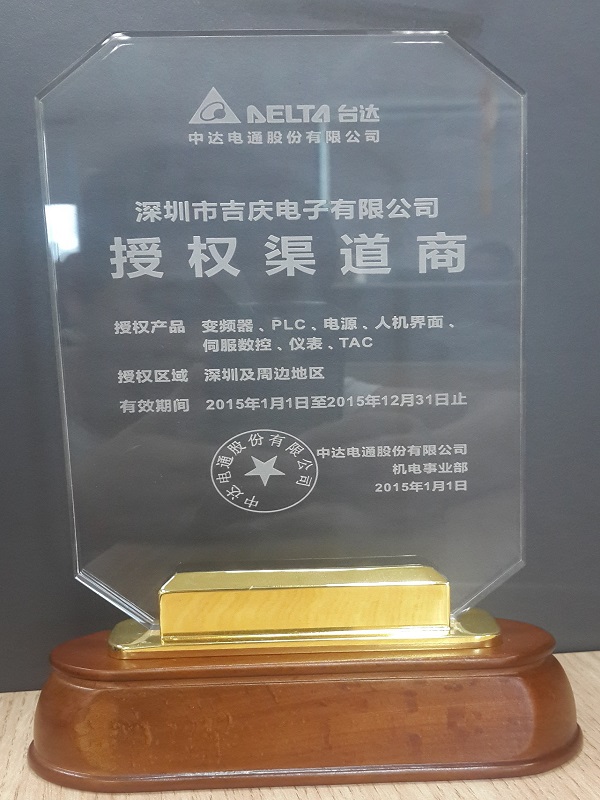 DELTA 台达
中达电通股份有限公司
深圳市吉庆电子有限公司
授权渠道商
授权产品 变频器、PLC、电源、人机界面、
伺服数控、仪表、TAC
授权区域 深圳及周边地区
有效期间 2015年1月1日至2015年12月31日止
中达电通股份有限公司
中达电通股份有限公司
机电事业部
2015年1月1日